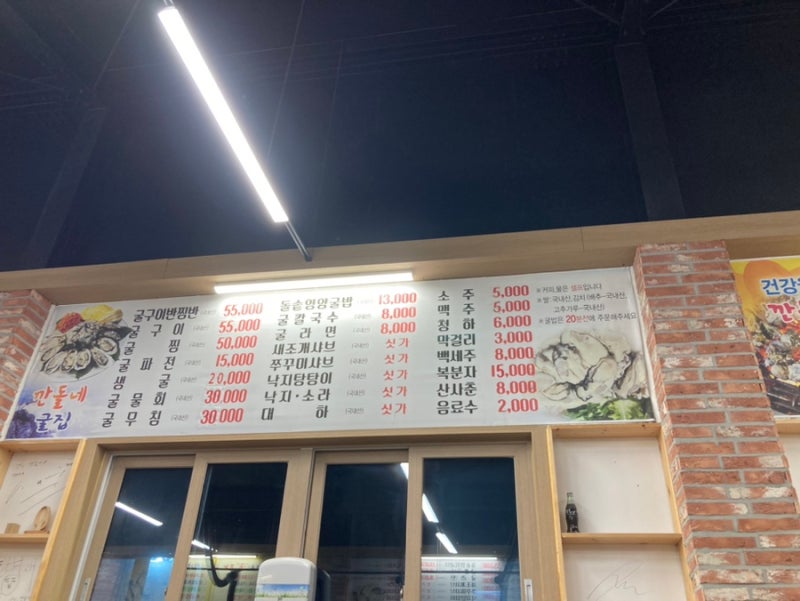 굴구이반찜반 (국내산) 55,000
굴구이 (국내산) 55,000
굴찜 (국내산) 50,000
굴파전 (국내산) 15,000
생굴 (국내산) 20,000
굴물회 (국내산) 30,000
굴무침 (국내산) 30,000
깐돌네
굴집
돌솥영양굴밥 (국내산) 13,000
굴칼국수 (국내산) 8,000
굴라면 (국내산) 8,000
새조개샤브 (국내산) 싯가
쭈꾸미샤브 (국내산) 싯가
낙지탕탕이 (국내산) 싯가
낙지·소라 (국내산) 싯가
대하 (국내산) 싯가
소주 5,000
맥주 5,000
청하 6,000
막걸리 3,000
백세주 8,000
복분자 15,000
산사춘 8,000
음료수 2,000
※커피,물은 셀프입니다
※쌀:국내산, 김치(배추-국내산,
고추가루-국내산)
※굴밥은 20분전에 주문해주세요
건강